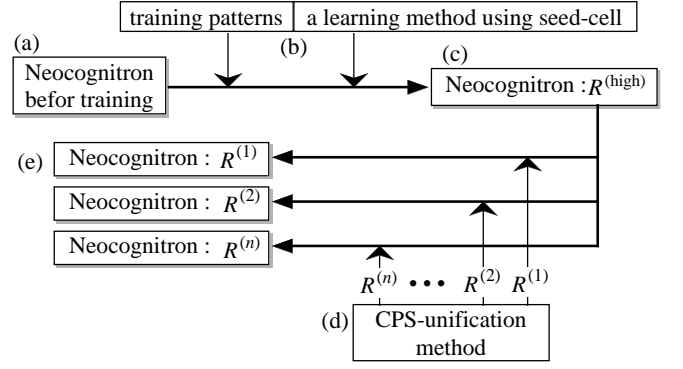 training patterns
a learning method using seed-cell
(a)
(b)
(c)
Neocognitron
befor training
Neocognitron : R(high)
(e)
Neocognitron : R(1)
Neocognitron : R(2)
Neocognitron : R(n)
R(n) ••• R(2) R(1)
(d)
CPS-unification
method